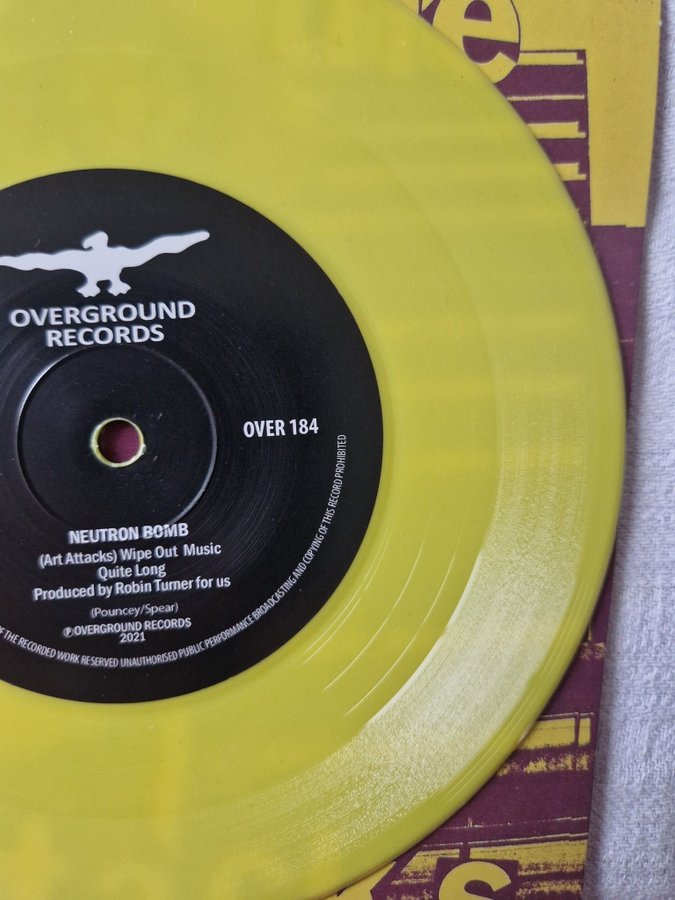 e
OVERGROUND
RECORDS
OVER 184
NEUTRON BOMB
(Art Attacks) Wipe Out Music
Quite Long
Produced by Robin Turner for us
(Pouncey/Spear)
℗OVERGROUND RECORDS
2021
OF THE RECORDED WORK RESERVED UNAUTHORISED PUBLIC PERFORMANCE BROADCASTING AND COPYING OF THIS RECORD PROHIBITED